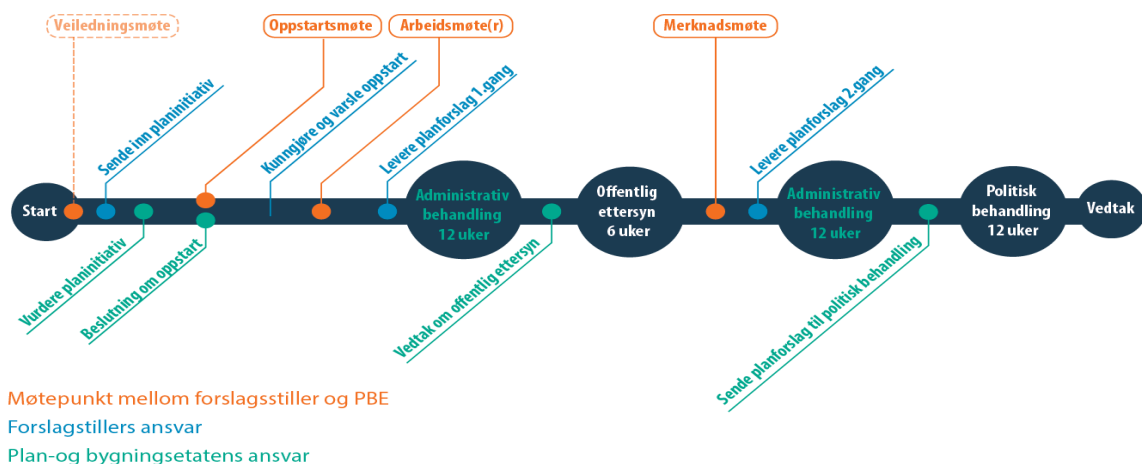 Veiledningsmøte
Oppstartsmøte
Arbeidsmøte(r)
Merknadsmøte
Sende inn planinitiativ
Kunngjøre og varsle oppstart
Levere planforslag 1.gang
Levere planforslag 2.gang
Start
Administrativ
behandling
12 uker
Offentlig
ettersyn
6 uker
Administrativ
behandling
12 uker
Politisk
behandling
12 uker
Vedtak
Vurdere planinitiativ
Beslutning om oppstart
Vedtak om offentlig ettersyn
Sende planforslag til politisk behandling
Møtepunkt mellom forslagsstiller og PBE
Forslagstillers ansvar
Plan-og bygningsetatens ansvar